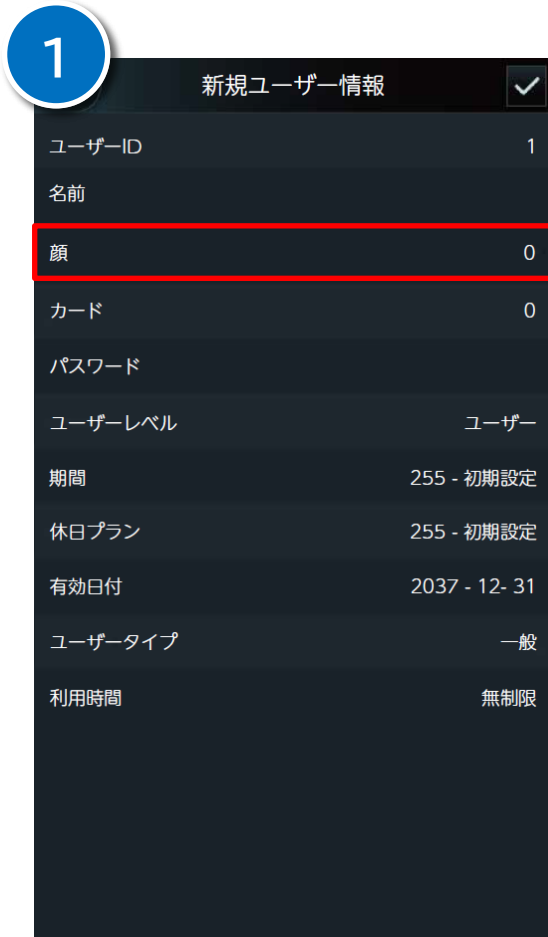 1
新規ユーザー情報
ユーザーID 1
名前
顔 0
カード 0
パスワード
ユーザーレベル ユーザー
期間 255 - 初期設定
休日プラン 255 - 初期設定
有効日付 2037 - 12- 31
ユーザータイプ 一般
利用時間 無制限